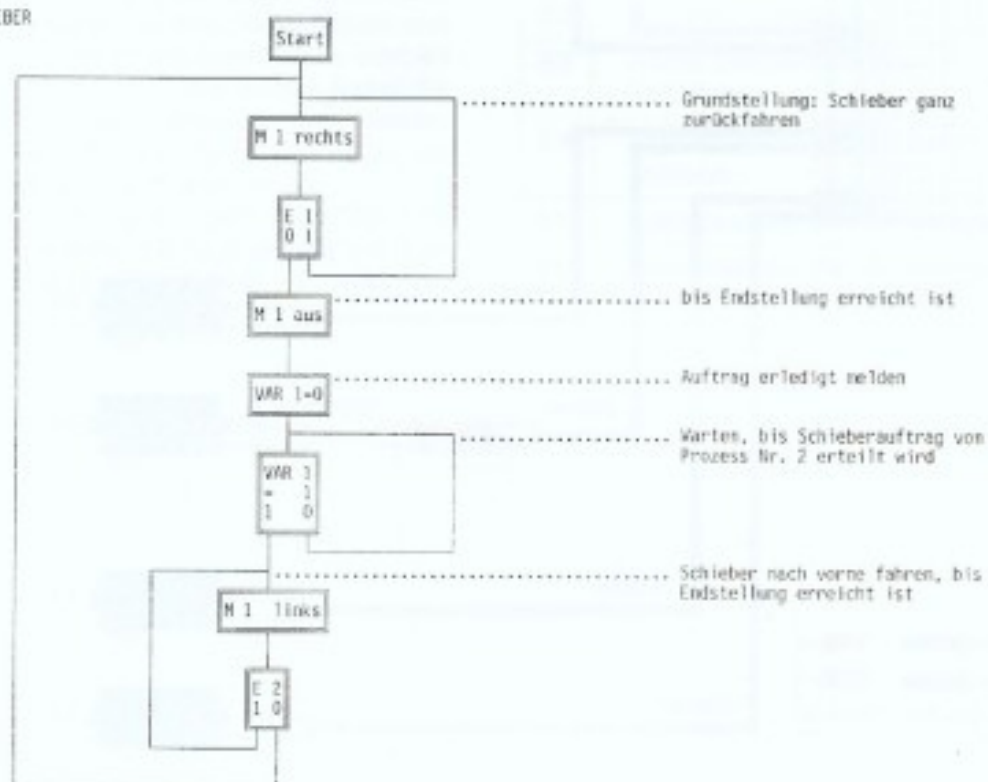 EBER
Start
Grundstellung: Schieber ganz
zurückfahren
M 1 rechts
E 1
0 1
bis Endstellung erreicht ist
M 1 aus
Auftrag erledigt melden
VAR 1=0
Warten, bis Schieberauftrag von
Prozess Nr. 2 erteilt wird
VAR 1
= 1
1 0
Schieber nach vorne fahren, bis
Endstellung erreicht ist
M 1 links
E 2
1 0